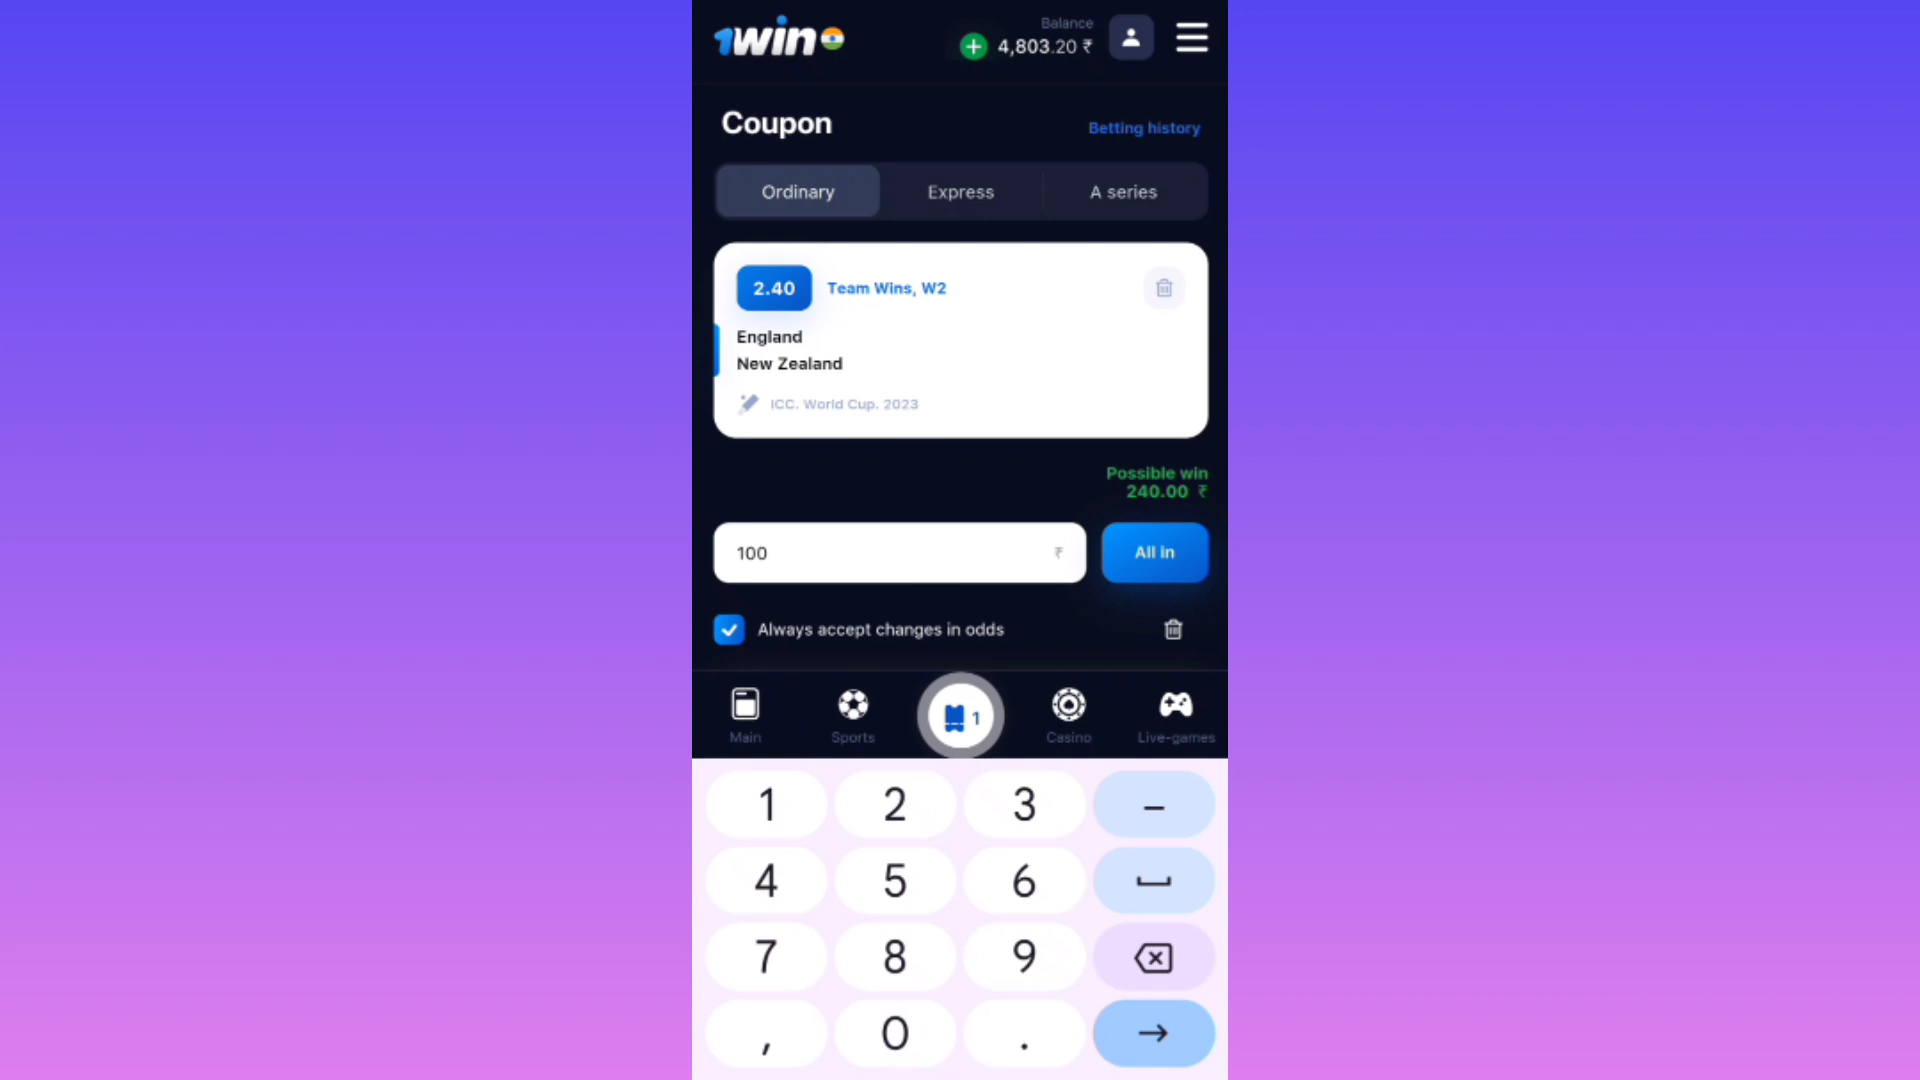 1win
Balance
4,803.20 ₹
Coupon
Betting history
Ordinary
Express
A series
2.40
Team Wins, W2
England
New Zealand
ICC. World Cup. 2023
Possible win
240.00 ₹
100
₹
All in
Always accept changes in odds
1
Main
Sports
Casino
Live-games
1 2 3 –
4 5 6
7 8 9
, 0 .